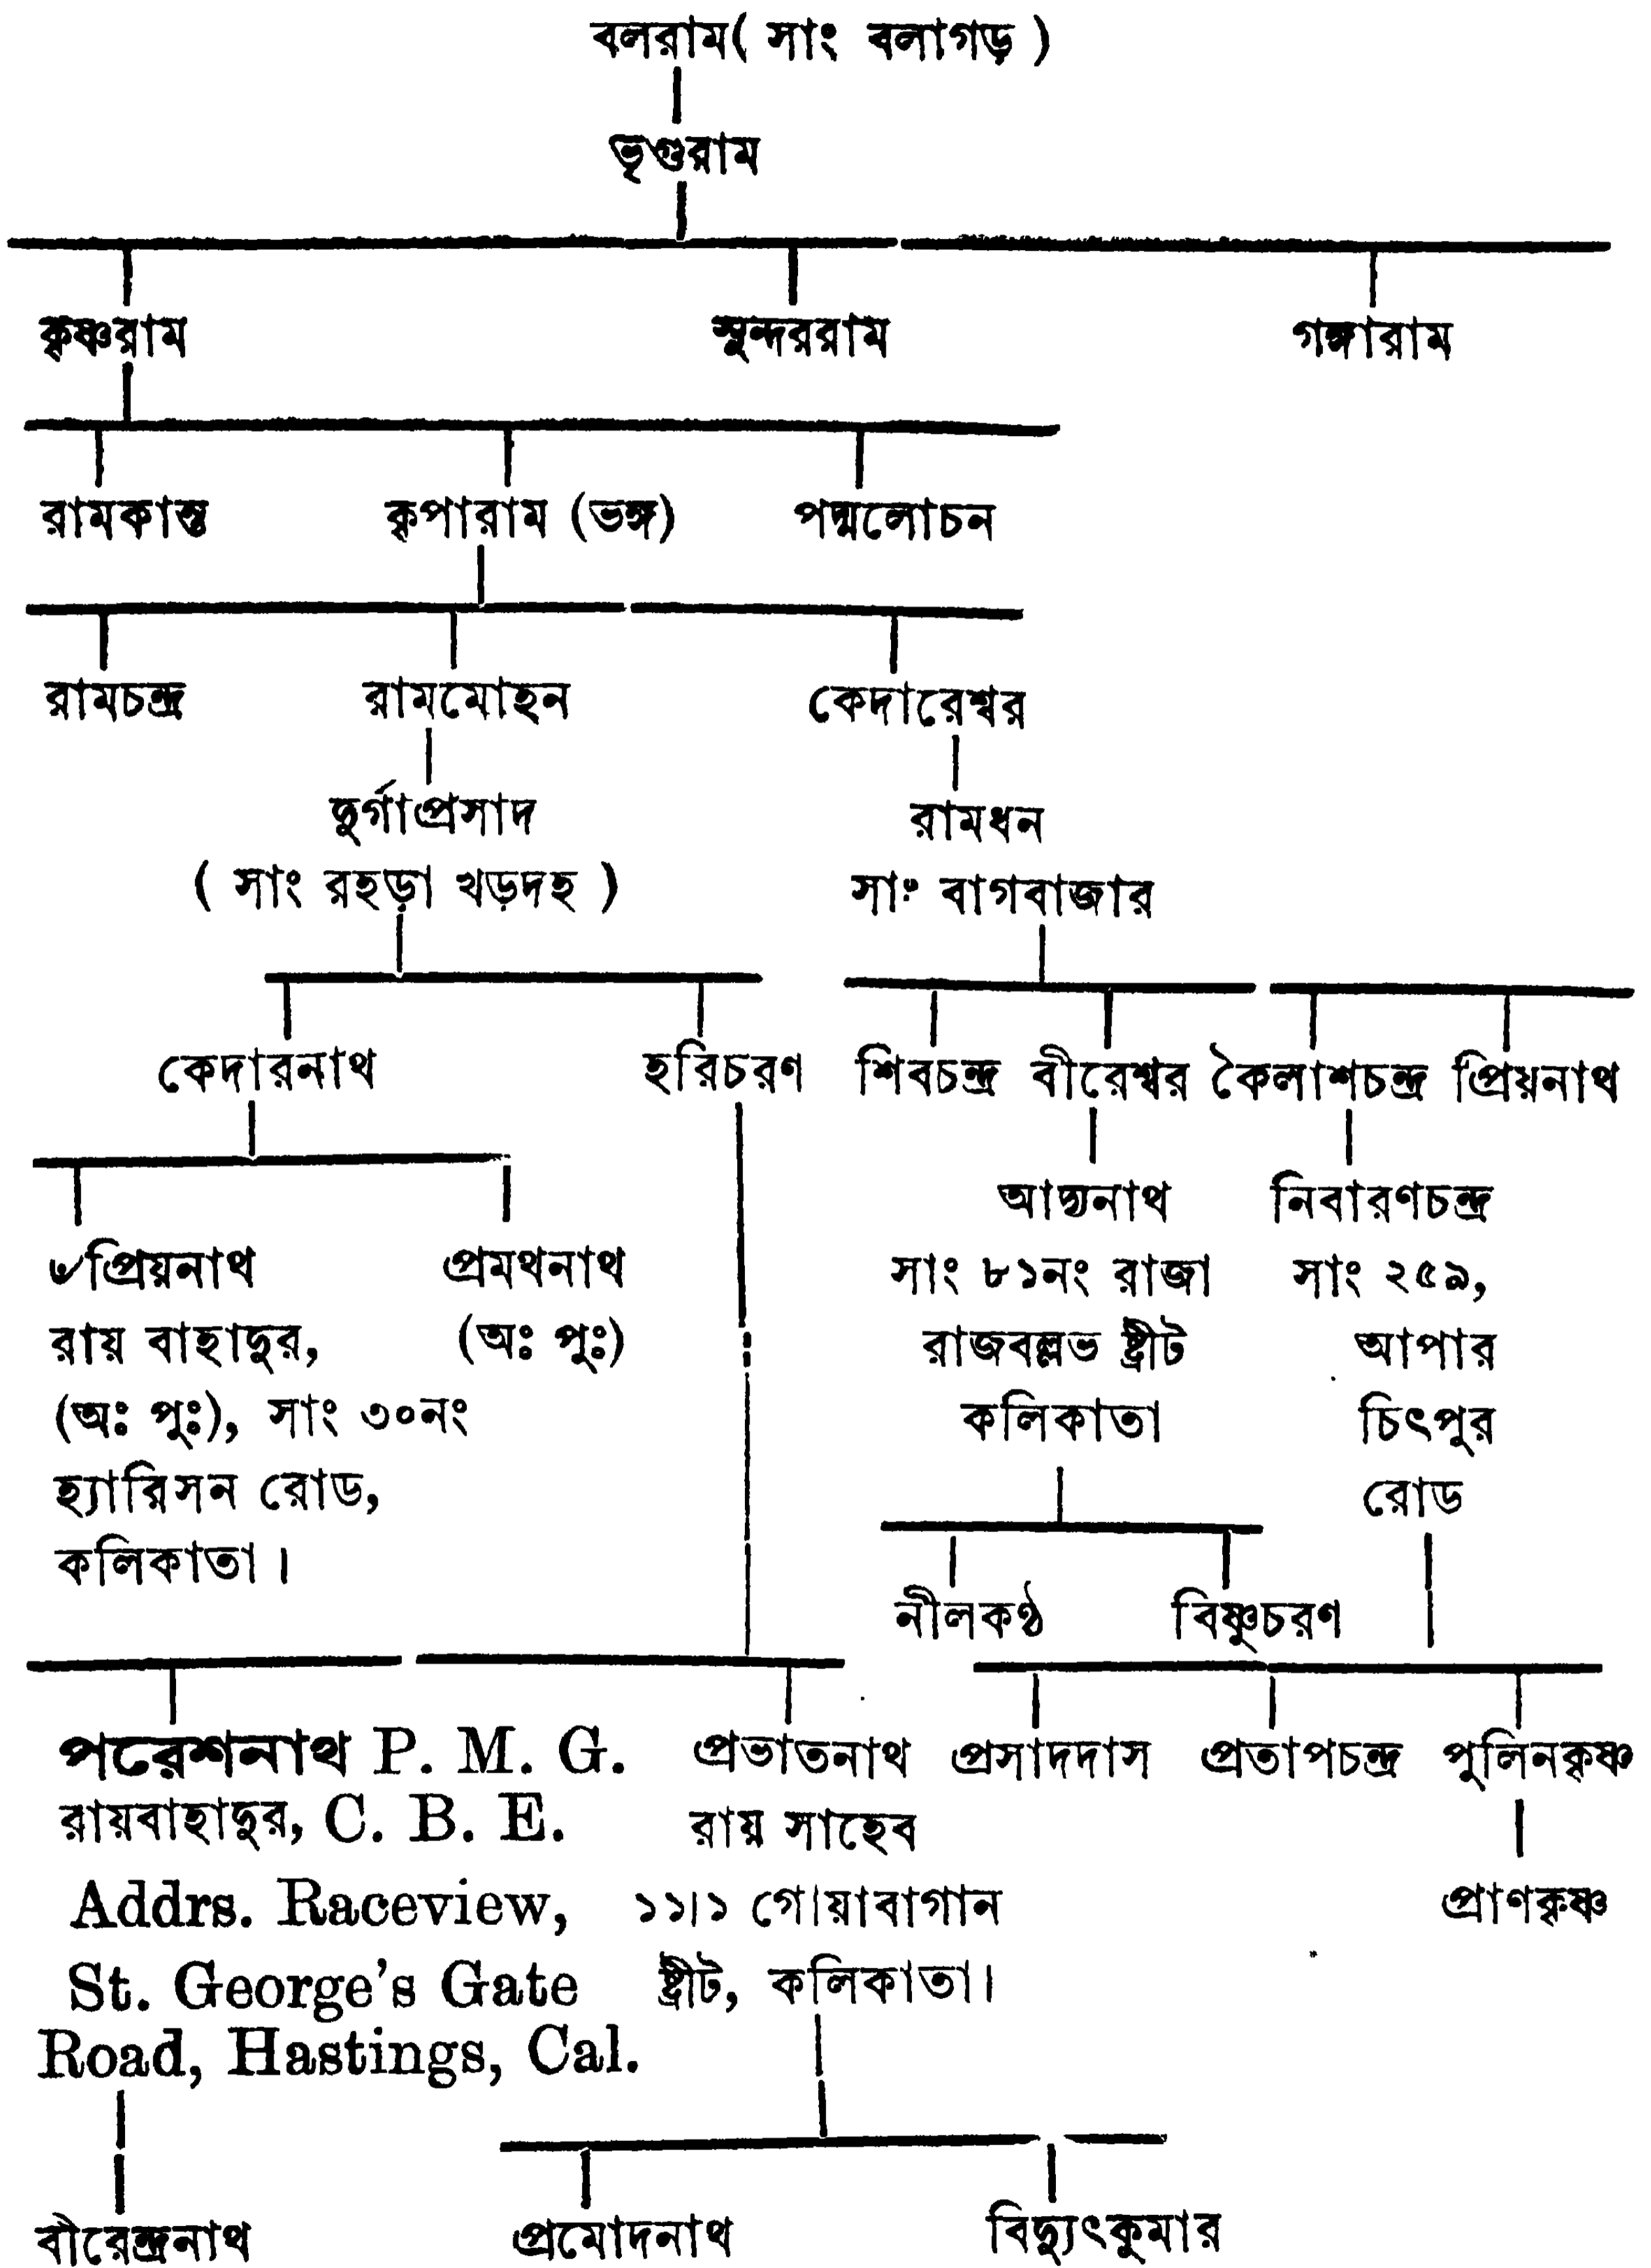 বলরাম( সাং বলাগড় )
ভৃগুরাম
কৃষ্ণরাম সুন্দররাম গঙ্গারাম
রামকান্ত কৃপারাম (ভঙ্গ) পদ্মলোচন
রামচন্দ্র রামমোহন কেদারেশ্বর
দুর্গাপ্রসাদ রামধন
( সাং রহড়া খড়দহ ) সাং বাগবাজার
কেদারনাথ হরিচরণ শিবচন্দ্র বীরেশ্বর কৈলাশচন্দ্র প্রিয়নাথ
আদ্যনাথ নিবারণচন্দ্র
৺প্রিয়নাথ প্রমথনাথ সাং ৮১নং রাজা সাং ২৫৯,
রায় বাহাদুর, (অঃ পুঃ) রাজবল্লভ ষ্ট্রীট আপার
(অঃ পুঃ), সাং ৩০নং কলিকাতা চিৎপুর
হ্যারিসন রোড, রোড
কলিকাতা।
নীলকণ্ঠ বিষ্ণুচরণ
পরেশনাথ P. M. G. প্রভাতনাথ প্রসাদদাস প্রতাপচন্দ্র পুলিনকৃষ্ণ
রায়বাহাদুর, C. B. E. রায় সাহেব
Addrs. Raceview, ১১।১ গোয়াবাগান প্রাণকৃষ্ণ
St. George's Gate ষ্ট্রীট, কলিকাতা।
Road, Hastings, Cal.
বীরেন্দ্রনাথ প্রমোদনাথ বিদ্যুৎকুমার